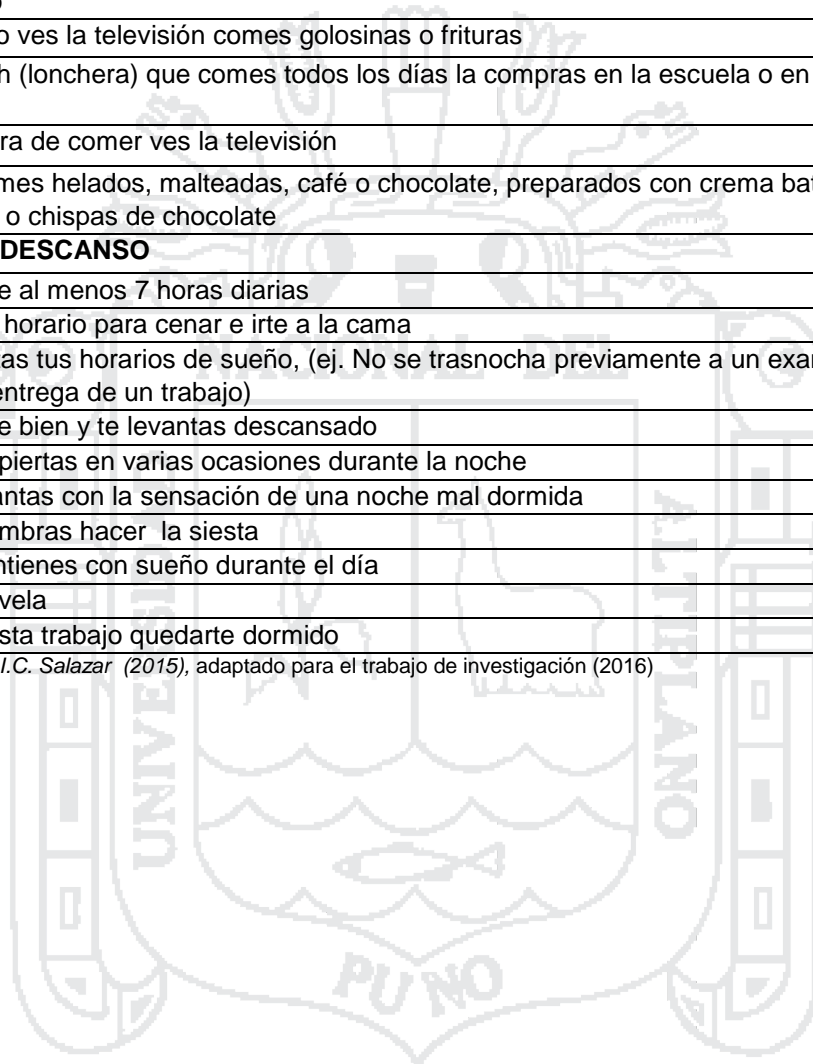 o ves la televisión comes golosinas o frituras
h (lonchera) que comes todos los días la compras en la escuela o en
ra de comer ves la televisión
mes helados, malteadas, café o chocolate, preparados con crema bat
o chispas de chocolate
DESCANSO
e al menos 7 horas diarias
horario para cenar e irte a la cama
tas tus horarios de sueño, (ej. No se trasnocha previamente a un exar
entrega de un trabajo)
e bien y te levantas descansado
piertas en varias ocasiones durante la noche
antas con la sensación de una noche mal dormida
mbras hacer la siesta
ntienes con sueño durante el día
vela
sta trabajo quedarte dormido
I.C. Salazar (2015), adaptado para el trabajo de investigación (2016)
UNIVERSIDAD
NACIONAL DEL
ALTIPLANO
PUNO